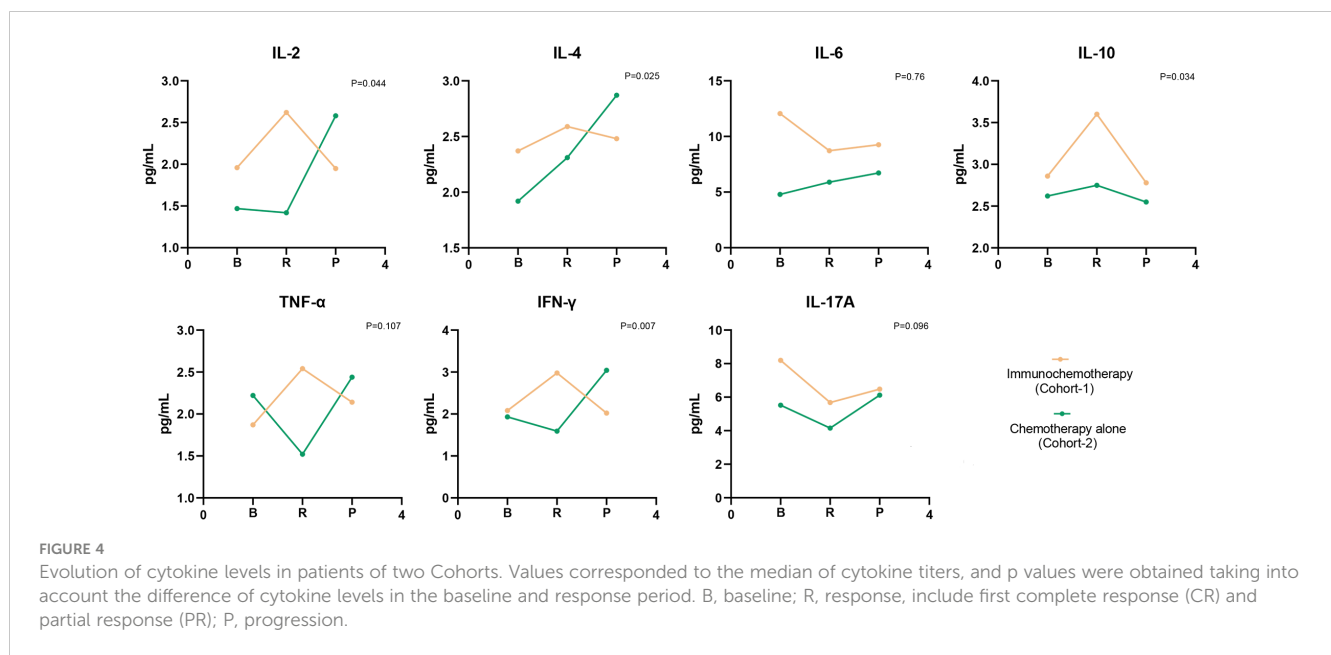 IL-2
P=0.044
pg/mL
3.0
2.5
2.0
1.5
1.0
0
B
R
P
4
IL-4
P=0.025
pg/mL
3.0
2.5
2.0
1.5
0
B
R
P
4
IL-6
P=0.76
pg/mL
15
10
5
0
0
B
R
P
4
IL-10
P=0.034
pg/mL
4.0
3.5
3.0
2.5
2.0
0
B
R
P
4
TNF-α
P=0.107
pg/mL
3.0
2.5
2.0
1.5
1.0
0
B
R
P
4
IFN-γ
P=0.007
pg/mL
4
3
2
1
0
0
B
R
P
4
IL-17A
P=0.096
pg/mL
10
8
6
4
2
0
0
B
R
P
4
Immunochemotherapy
(Cohort-1)
Chemotherapy alone
(Cohort-2)
FIGURE 4
Evolution of cytokine levels in patients of two Cohorts. Values corresponded to the median of cytokine titers, and p values were obtained taking into
account the difference of cytokine levels in the baseline and response period. B, baseline; R, response, include first complete response (CR) and
partial response (PR); P, progression.